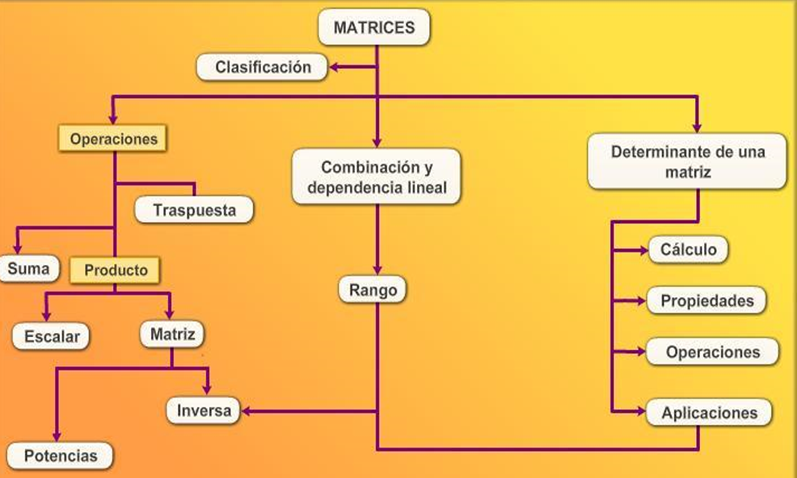 MATRICES
Clasificación
Operaciones
Combinación y
dependencia lineal
Determinante de una
matriz
Traspuesta
Cálculo
Suma
Producto
Rango
Propiedades
Escalar
Matriz
Operaciones
Inversa
Aplicaciones
Potencias